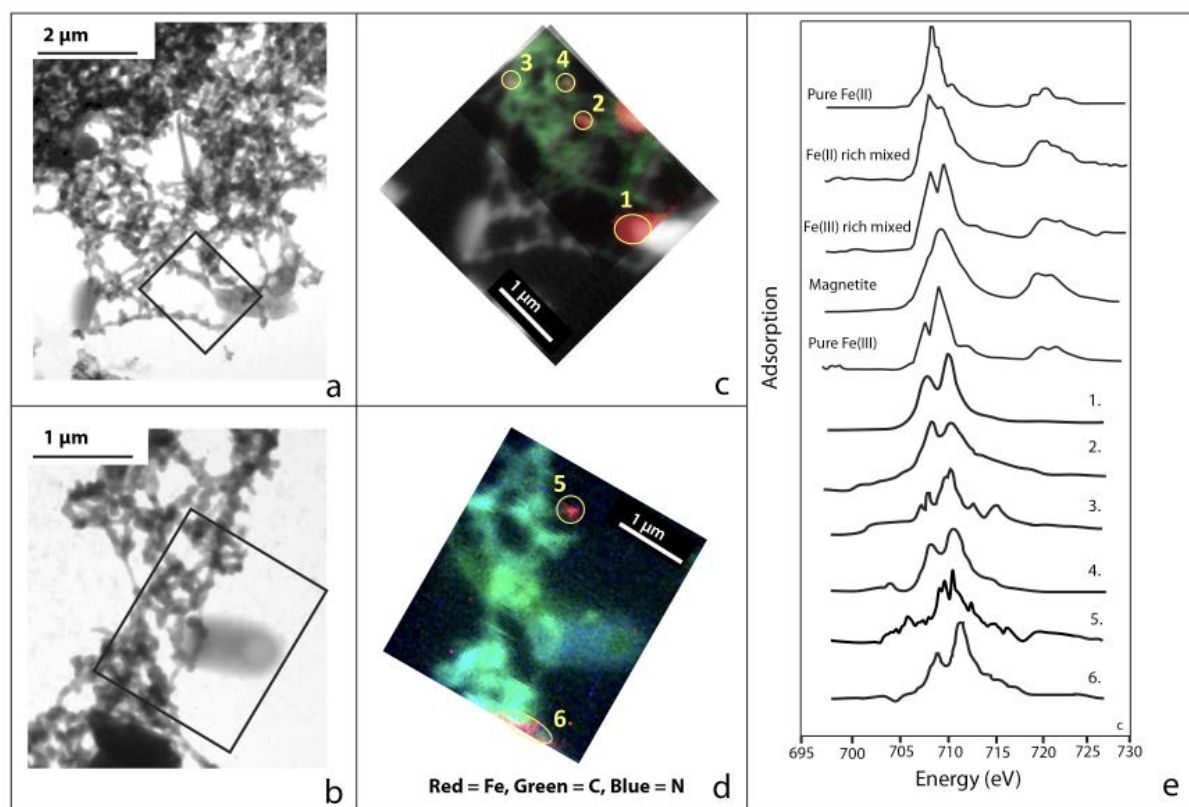 2 µm
a
1 µm
b
3
4
2
1
1 µm
c
5
1 µm
6
Red = Fe, Green = C, Blue = N
d
Pure Fe(II)
Fe(II) rich mixed
Fe(III) rich mixed
Magnetite
Pure Fe(III)
1.
2.
3.
4.
5.
6.
c
Adsorption
695 700 705 710 715 720 725 730
Energy (eV)
e